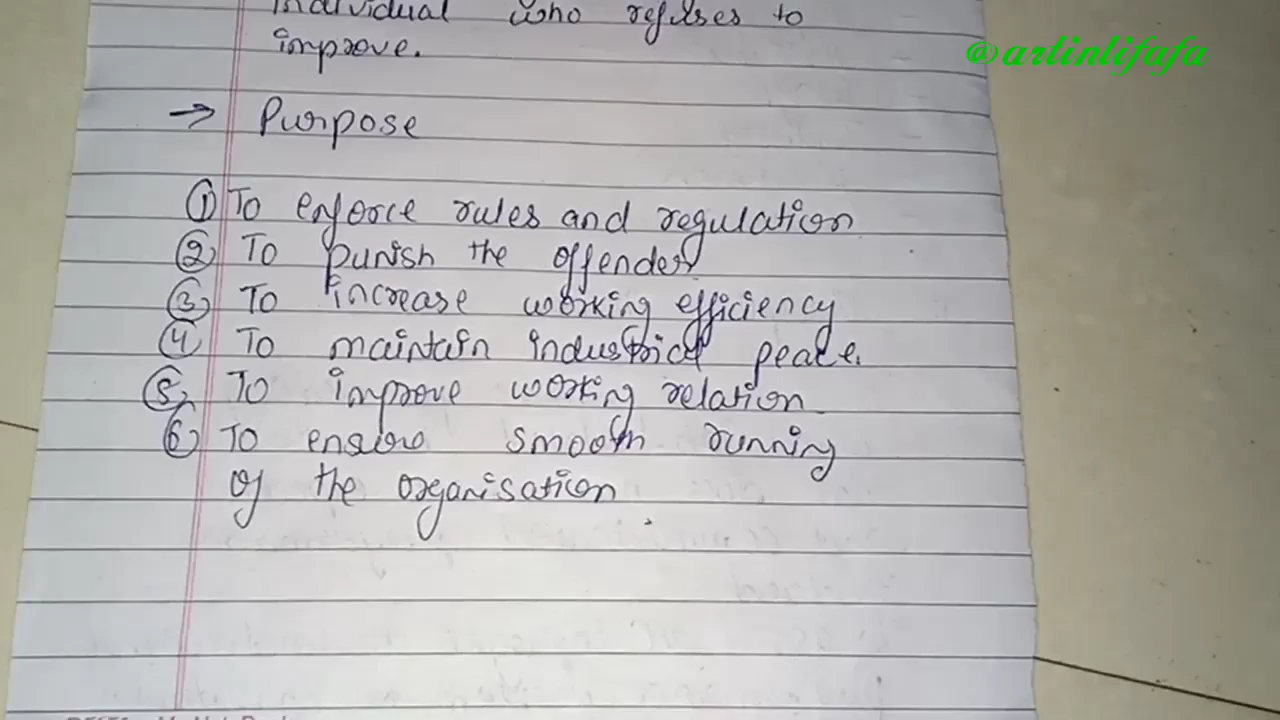 individual who refuses to
improve.
@artinlifafa
→ Purpose
① To enforce rules and regulation
② To punish the offender
③ To increase working efficiency
④ To maintain industrial peace.
⑤ To improve working relation
⑥ To ensure smooth running
of the organisation